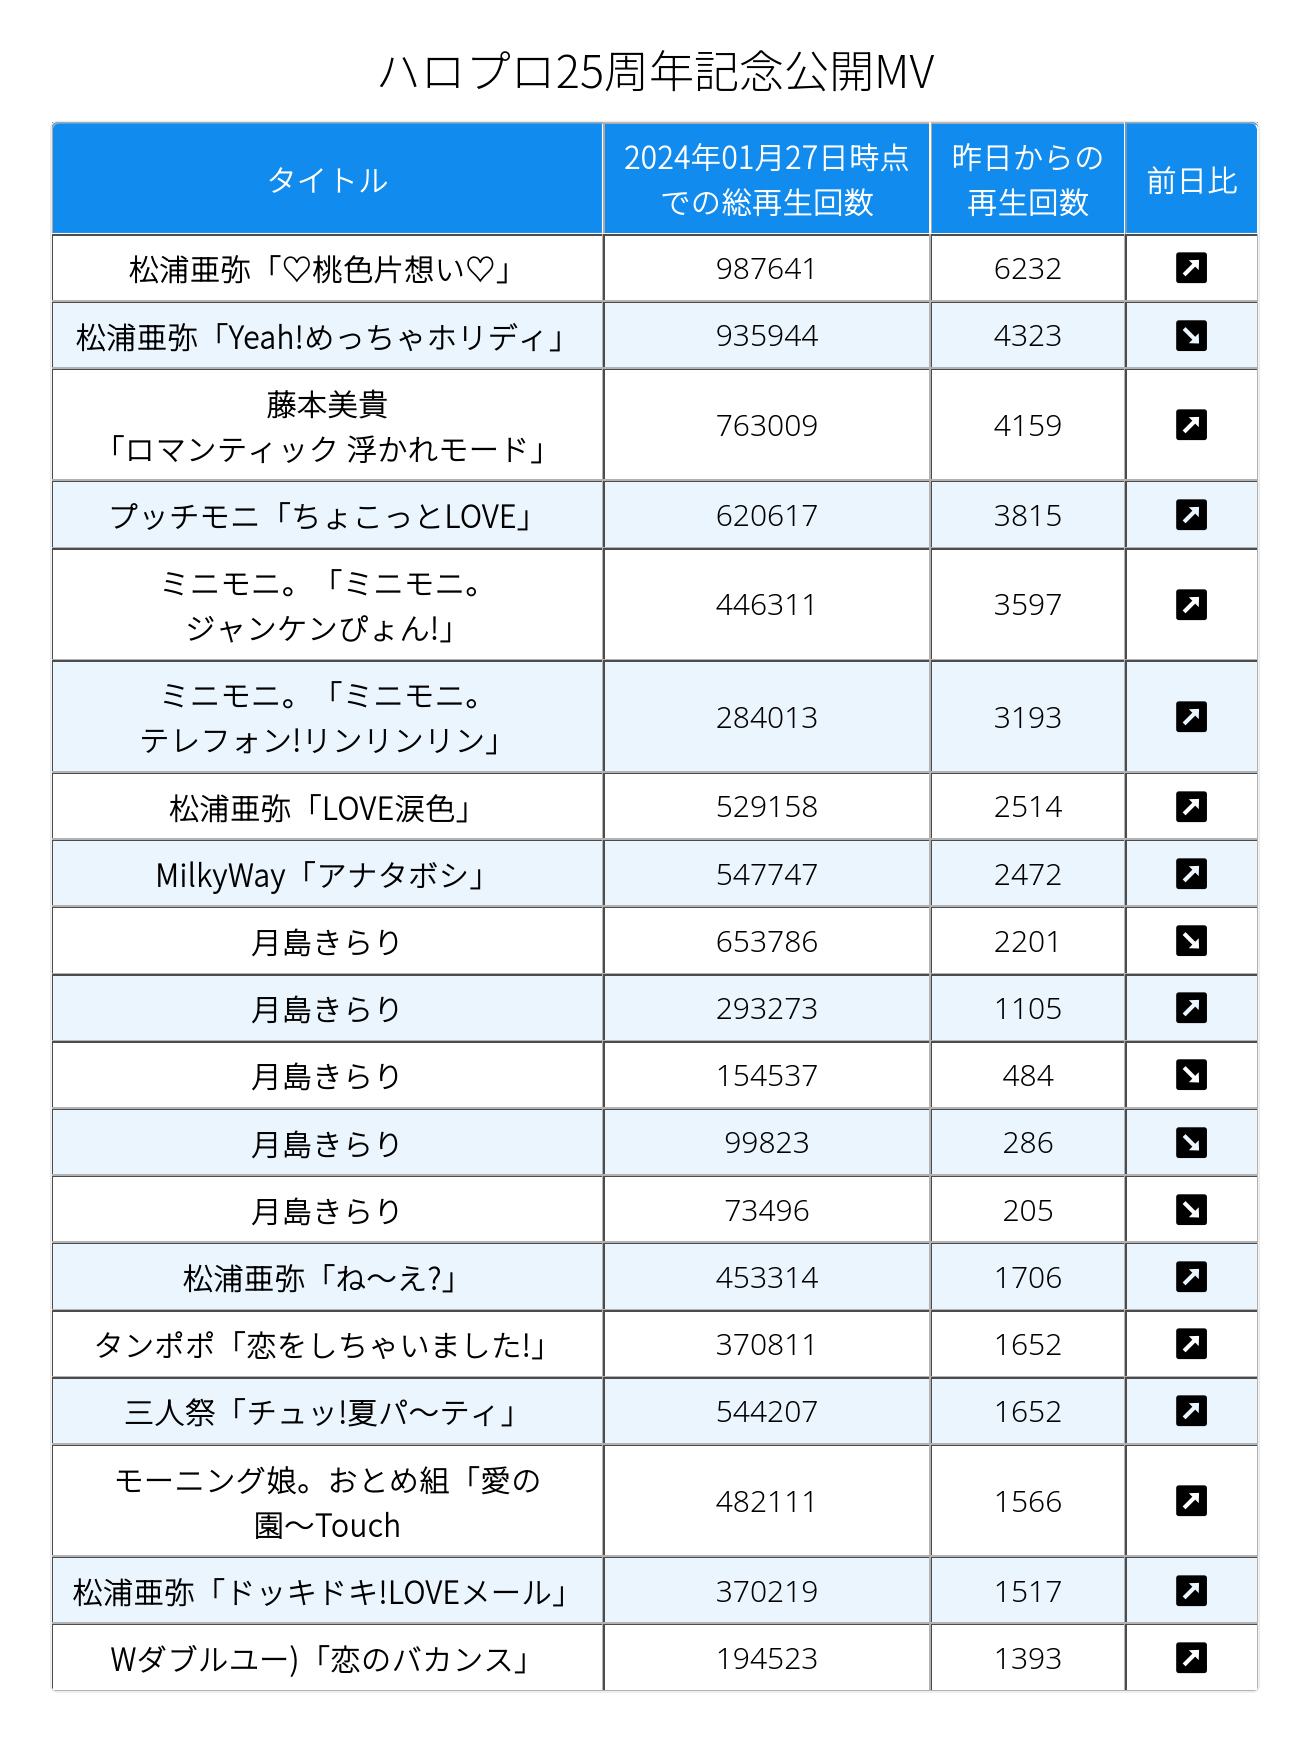 ハロプロ25周年記念公開MV
タイトル
2024年01月27日時点
での総再生回数
昨日からの
再生回数
前日比
松浦亜弥「♡桃色片想い♡」 987641 6232
松浦亜弥「Yeah!めっちゃホリディ」 935944 4323
藤本美貴
「ロマンティック 浮かれモード」 763009 4159
プッチモニ「ちょこっとLOVE」 620617 3815
ミニモニ。「ミニモニ。
ジャンケンぴょん!」 446311 3597
ミニモニ。「ミニモニ。
テレフォン!リンリンリン」 284013 3193
松浦亜弥「LOVE涙色」 529158 2514
MilkyWay「アナタボシ」 547747 2472
月島きらり 653786 2201
月島きらり 293273 1105
月島きらり 154537 484
月島きらり 99823 286
月島きらり 73496 205
松浦亜弥「ね〜え?」 453314 1706
タンポポ「恋をしちゃいました!」 370811 1652
三人祭「チュッ!夏パ〜ティ」 544207 1652
モーニング娘。おとめ組「愛の
園〜Touch 482111 1566
松浦亜弥「ドッキドキ!LOVEメール」 370219 1517
Wダブルユー)「恋のバカンス」 194523 1393